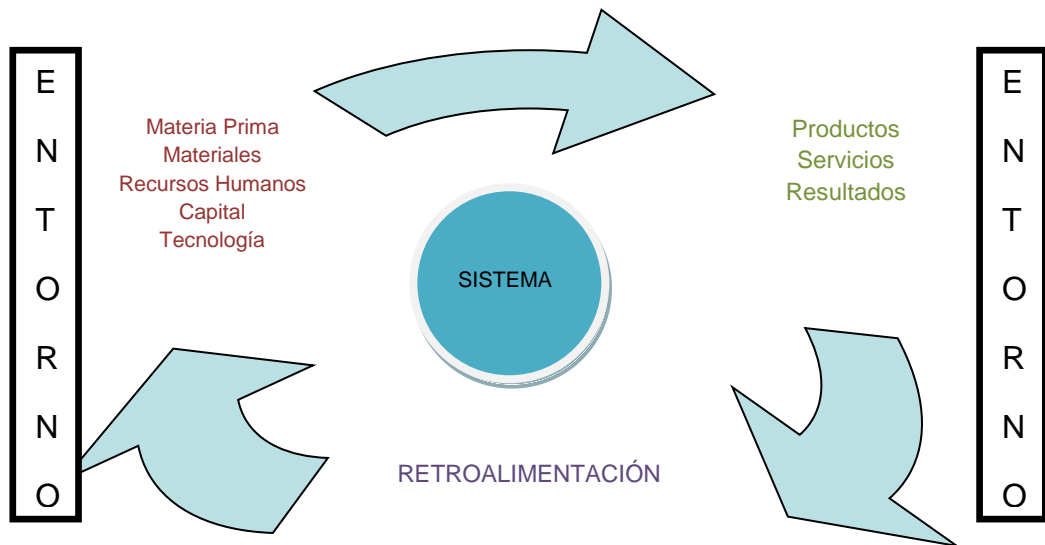 E
N
T
O
R
N
O
Materia Prima
Materiales
Recursos Humanos
Capital
Tecnología
SISTEMA
Productos
Servicios
Resultados
RETROALIMENTACIÓN
E
N
T
O
R
N
O